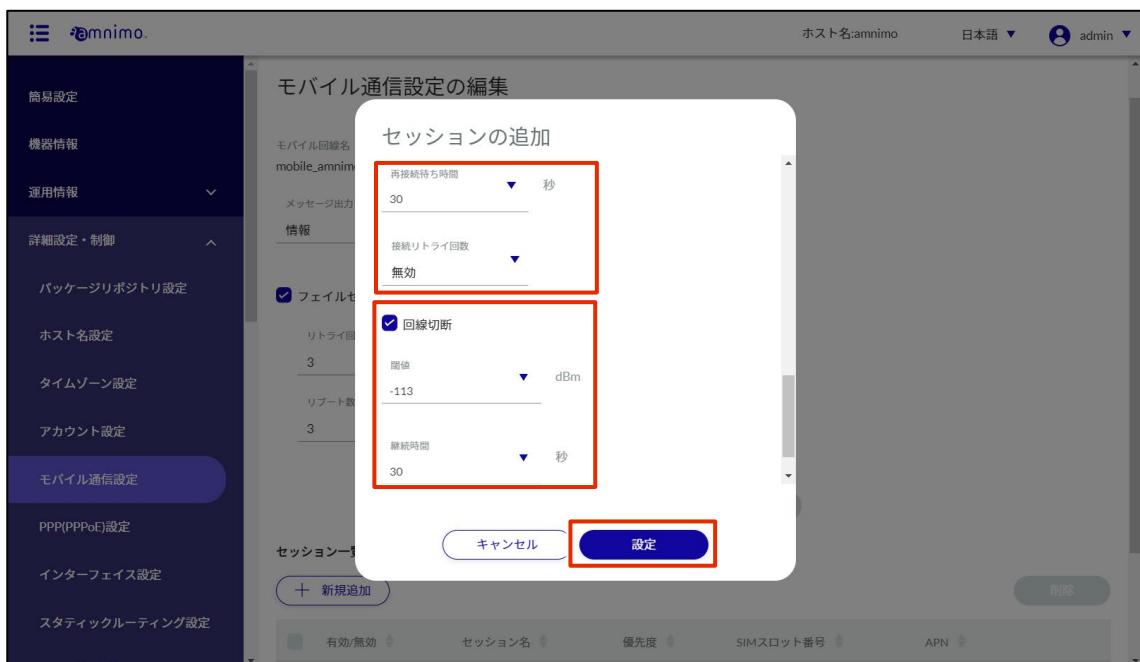 amnimo.
ホスト名:amnimo
日本語
admin
簡易設定
機器情報
運用情報
詳細設定・制御
パッケージリポジトリ設定
ホスト名設定
タイムゾーン設定
アカウント設定
モバイル通信設定
PPP(PPPoE)設定
インターフェイス設定
スタティックルーティング設定
モバイル通信設定の編集
モバイル回線名
mobile_amnim
メッセージ出力
情報
フェイルセ
リトライ回
3
リブート数
3
セッションの追加
再接続待ち時間
30
秒
接続リトライ回数
無効
回線切断
閾値
-113
dBm
継続時間
30
秒
キャンセル
設定
セッション一覧
新規追加
削除
有効/無効
セッション名
優先度
SIMスロット番号
APN